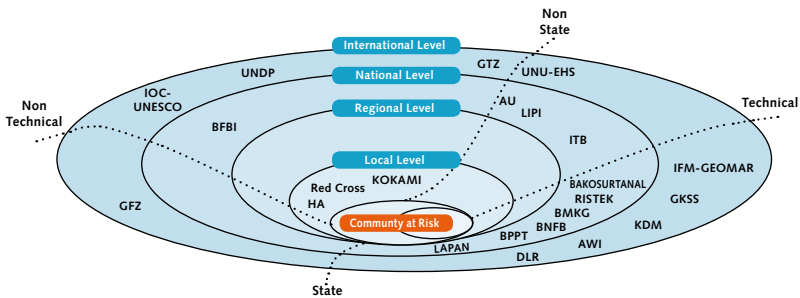 Non
State
International Level
GTZ
UNDP
National Level
UNU-EHS
IOC-
UNESCO
AU
Technical
Non
Technical
Regional Level
LIPI
BFBI
ITB
Local Level
IFM-GEOMAR
KOKAMI
Red Cross
BAKOSURTANAL
RISTEK
GKSS
HA
GFZ
BMKG
Communty at Risk
BNFB
KDM
BPPT
LAPAN
AWI
DLR
State